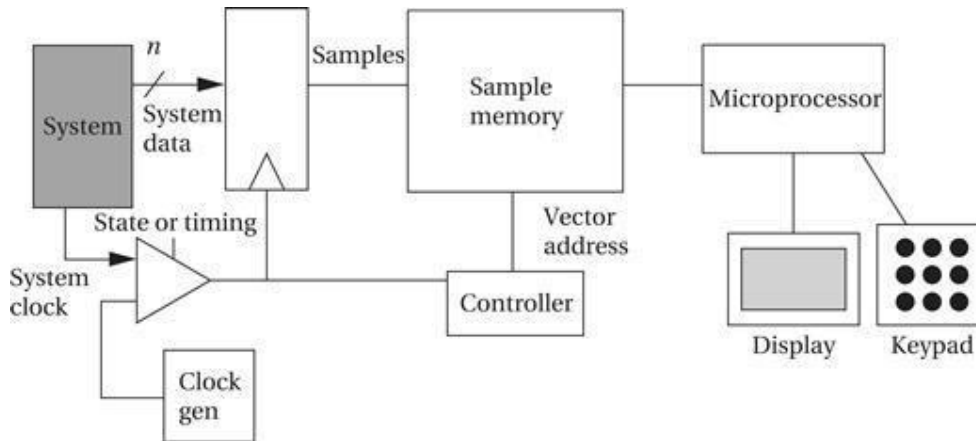 n
System
System
data
Samples
Sample
memory
Microprocessor
State or timing
System
clock
Vector
address
Controller
Clock
gen
Display
Keypad